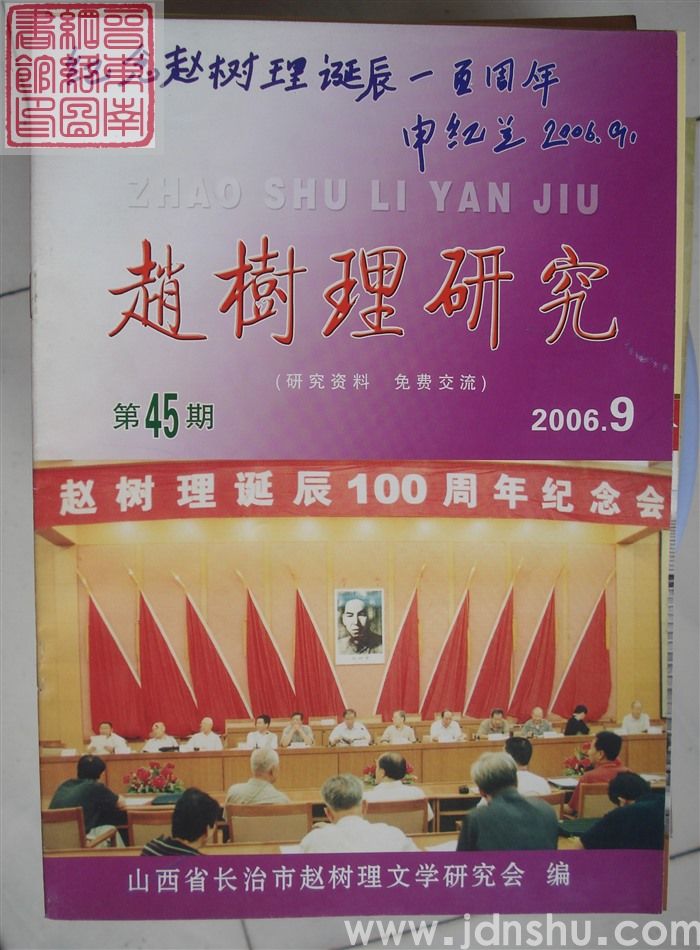 纪念赵树理诞辰一百周年
申红兰 2006.9.
ZHAO SHU LI YAN JIU
趙樹理研究
(研究资料 免费交流)
第45期
2006.9
赵树理诞辰100周年纪念会
山西省长治市赵树理文学研究会 编
www.jdnshu.com